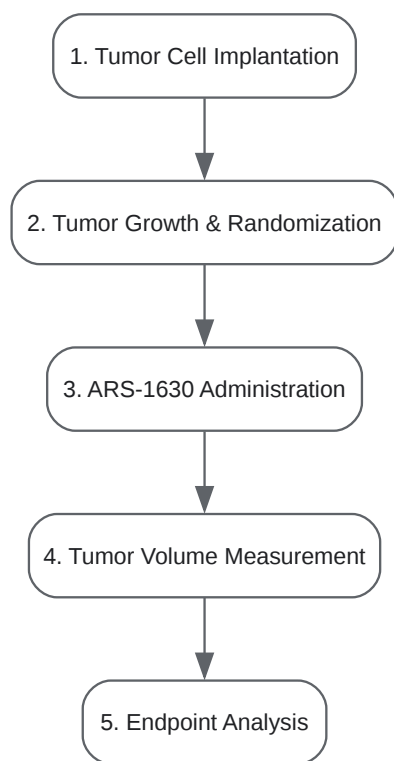 1. Tumor Cell Implantation
2. Tumor Growth & Randomization
3. ARS-1630 Administration
4. Tumor Volume Measurement
5. Endpoint Analysis